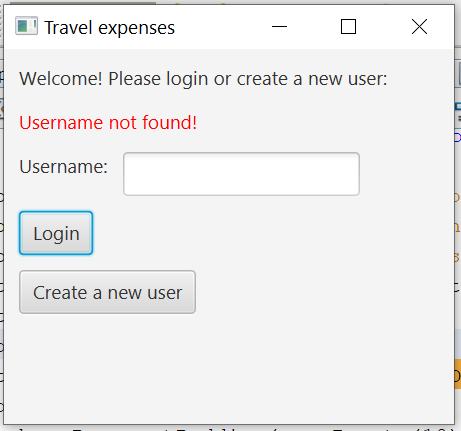 Travel expenses
Welcome! Please login or create a new user:
Username not found!
Username:
Login
Create a new user